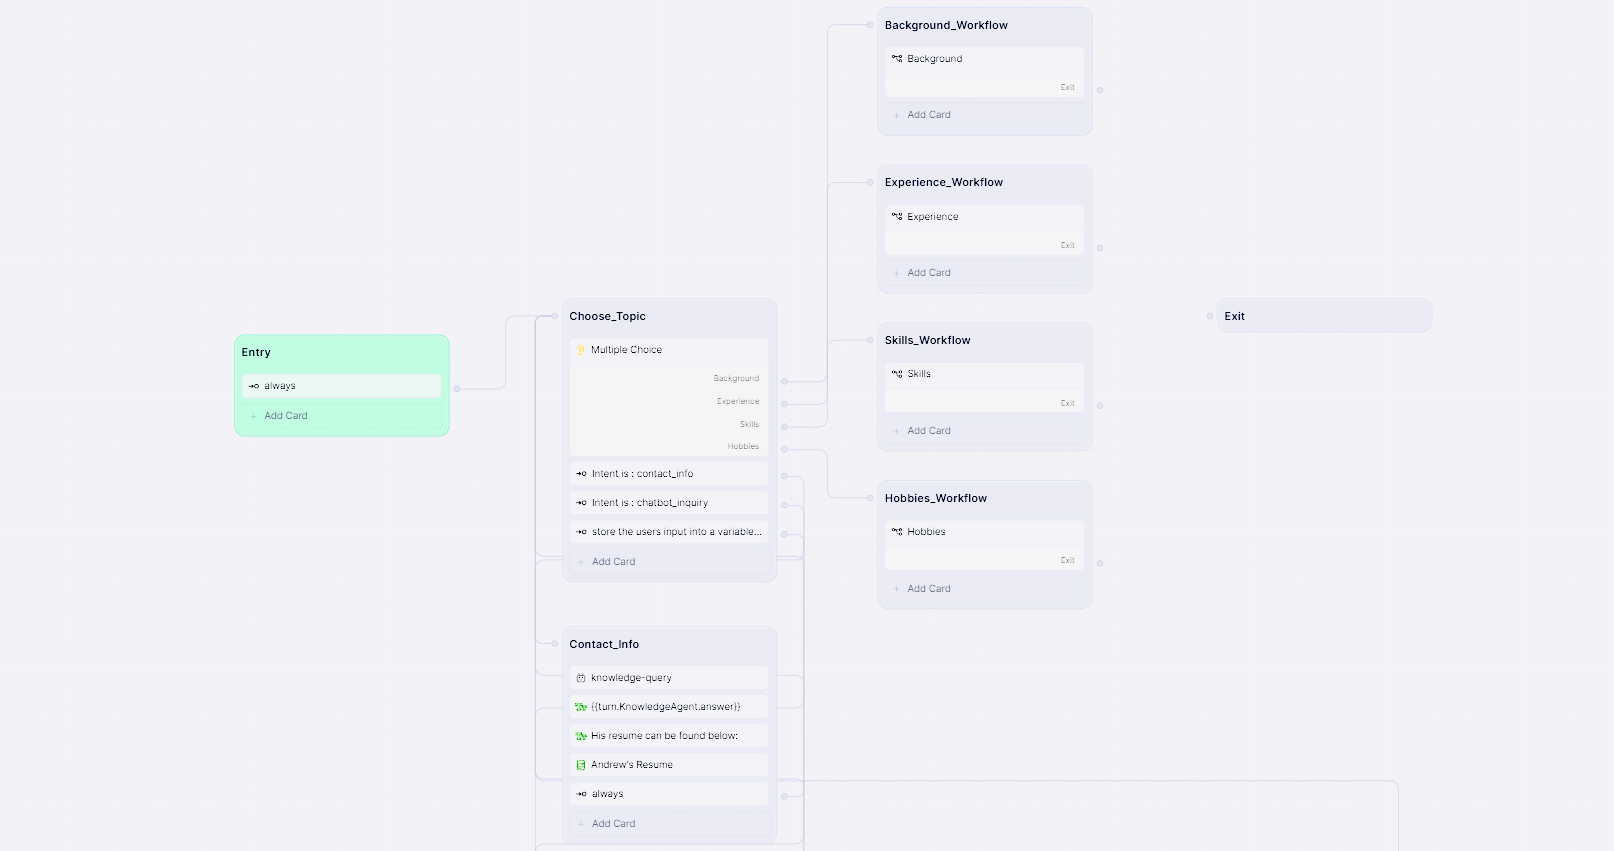 Background_Workflow
Background
Exit
+ Add Card
Experience_Workflow
Experience
Exit
+ Add Card
Choose_Topic
Multiple Choice
Background
Experience
Skills
Hobbies
Intent is : contact_info
Intent is : chatbot_inquiry
store the users input into a variable...
+ Add Card
Exit
Entry
always
+ Add Card
Skills_Workflow
Skills
Exit
+ Add Card
Hobbies_Workflow
Hobbies
Exit
+ Add Card
Contact_Info
knowledge-query
{{turn.KnowledgeAgent.answer}}
His resume can be found below:
Andrew's Resume
always
+ Add Card